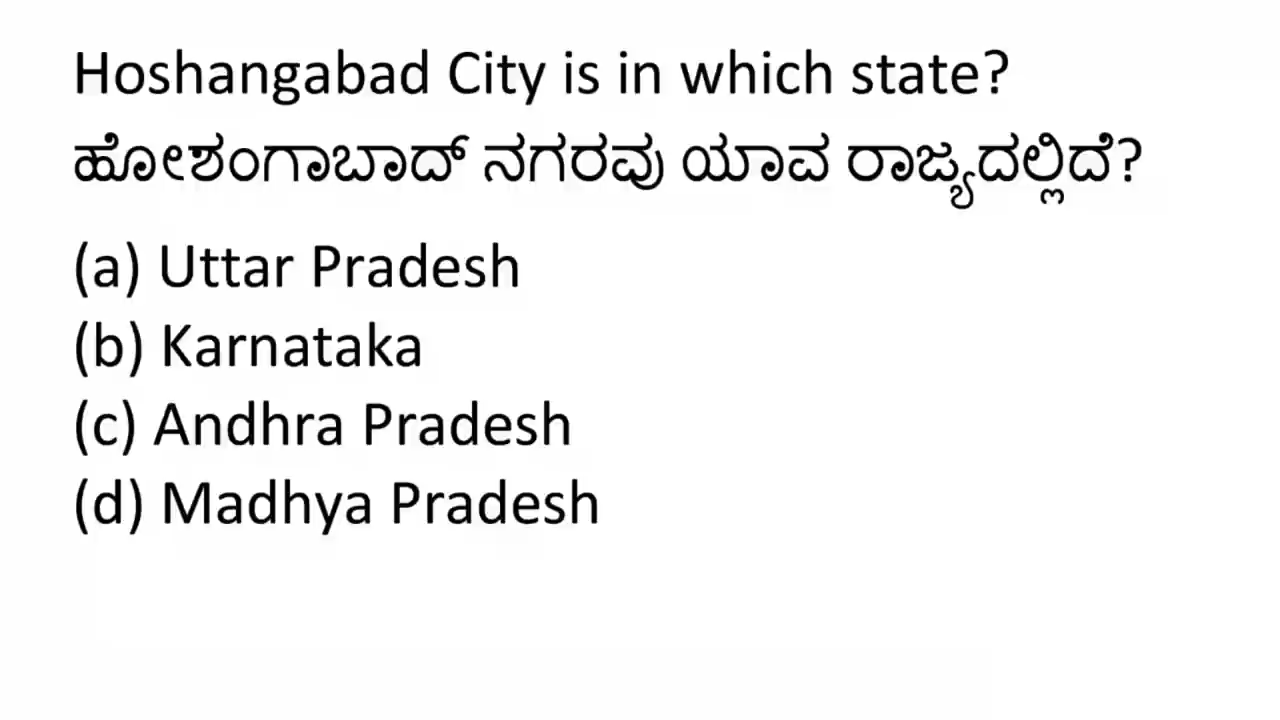 Hoshangabad City is in which state?
ಹೋಶಂಗಾಬಾದ್ ನಗರವು ಯಾವ ರಾಜ್ಯದಲ್ಲಿದೆ?
(a) Uttar Pradesh
(b) Karnataka
(c) Andhra Pradesh
(d) Madhya Pradesh